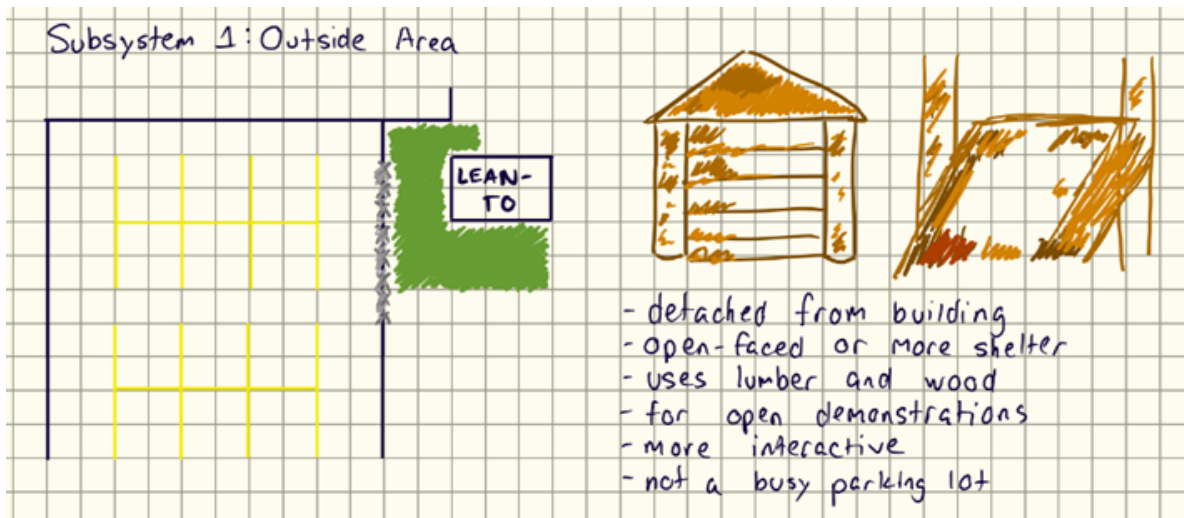 Subsystem 1: Outside Area
LEAN-
TO
- detached from building
- open-faced or more shelter
- uses lumber and wood
- for open demonstrations
- more interactive
- not a busy parking lot